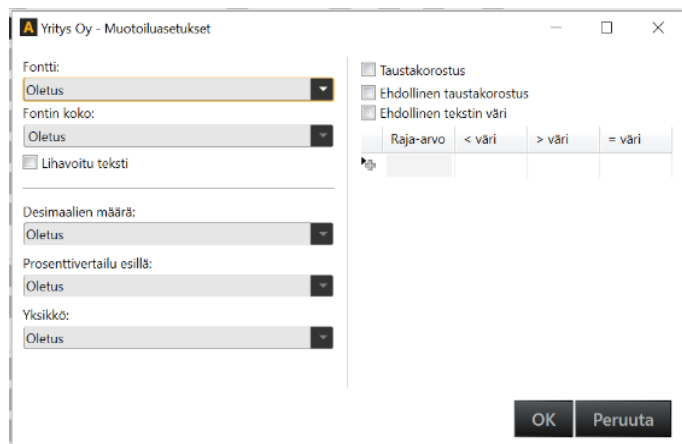 A Yritys Oy - Muotoiluasetukset
Fontti:
Oletus
Fontin koko:
Oletus
Lihavoitu teksti
Desimaalien määrä:
Oletus
Prosenttivertailu esillä:
Oletus
Yksikkö:
Oletus
Taustakorostus
Ehdollinen taustakorostus
Ehdollinen tekstin väri
Raja-arvo < väri > väri = väri
OK Peruuta